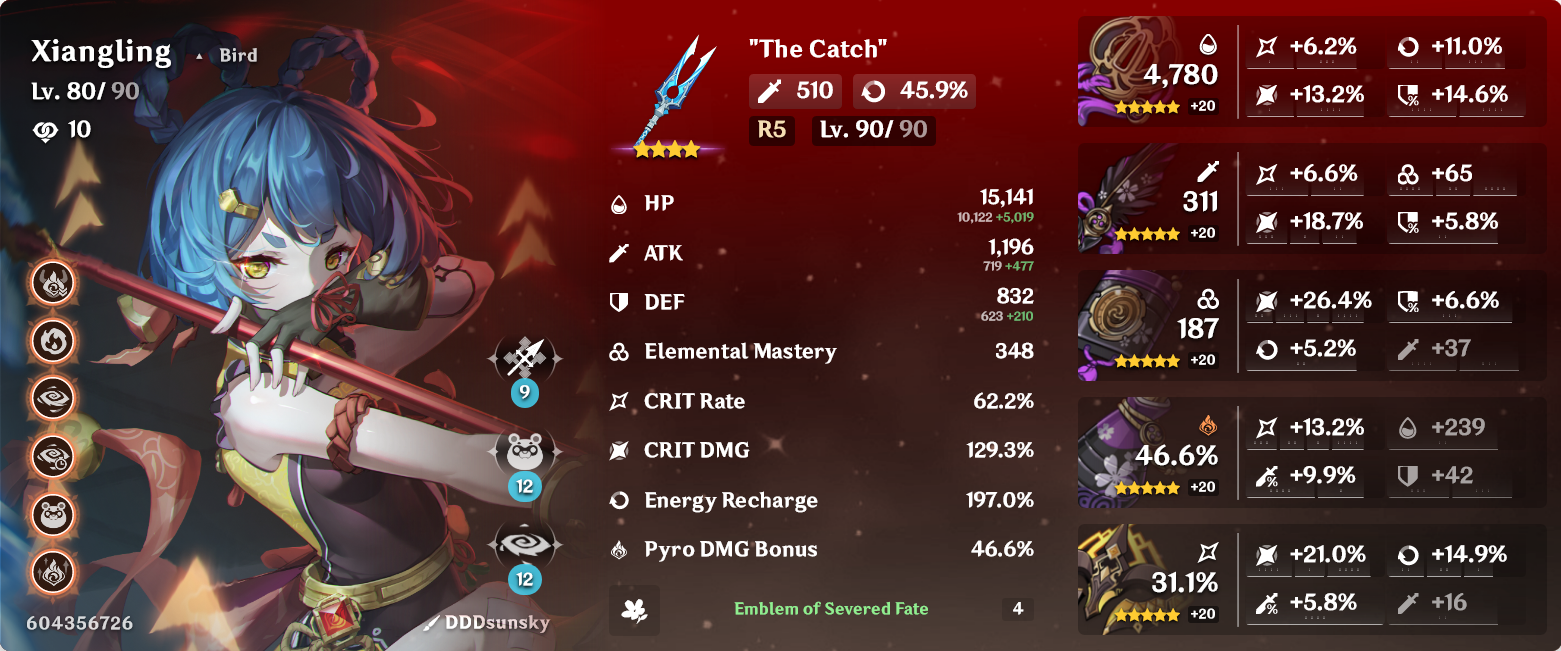 Xiangling ▲ Bird
Lv. 80/ 90
10
9
12
12
604356726
DDDsunsky
"The Catch"
510 45.9%
R5 Lv. 90/ 90
HP 15,141
10,122 +5,019
ATK 1,196
719 +477
DEF 832
623 +210
Elemental Mastery 348
CRIT Rate 62.2%
CRIT DMG 129.3%
Energy Recharge 197.0%
Pyro DMG Bonus 46.6%
Emblem of Severed Fate 4
4,780
+20
+6.2% +11.0%
+13.2% +14.6%
311
+20
+6.6% +65
+18.7% +5.8%
187
+20
+26.4% +6.6%
+5.2% +37
46.6%
+20
+13.2% +239
+9.9% +42
31.1%
+20
+21.0% +14.9%
+5.8% +16